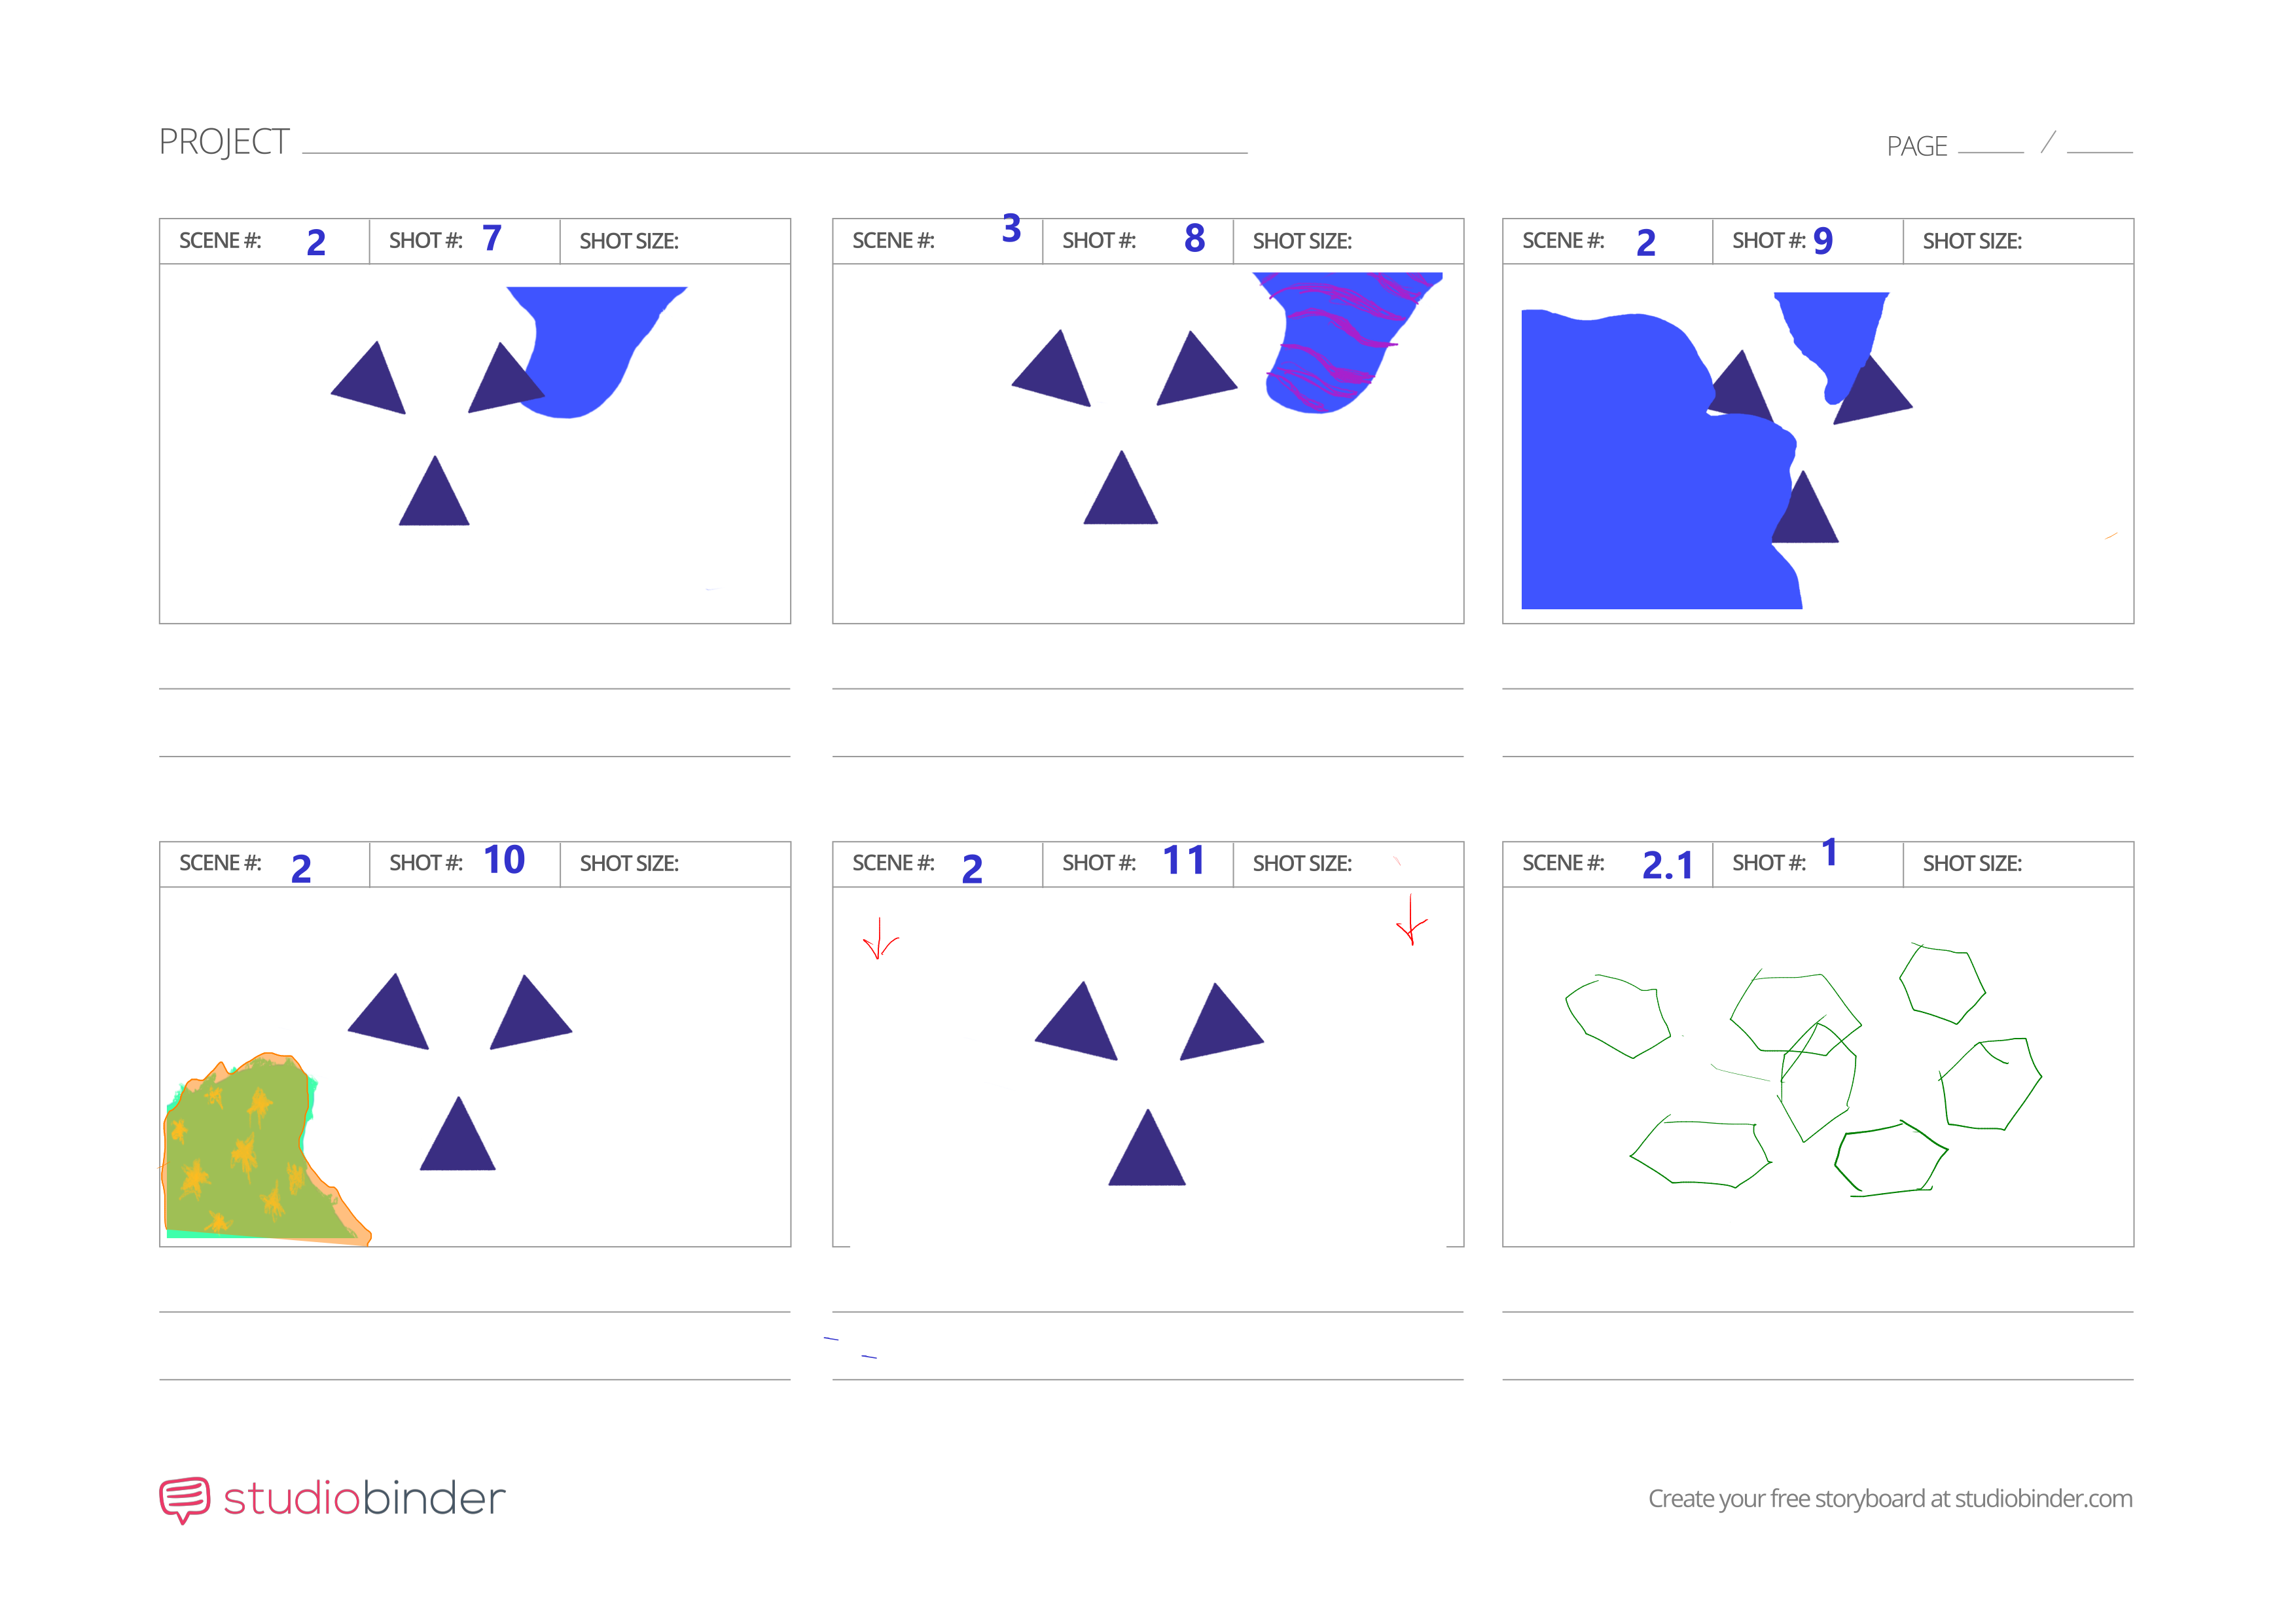 PROJECT
PAGE /
SCENE #: 2 SHOT #: 7 SHOT SIZE:
SCENE #: 3 SHOT #: 8 SHOT SIZE:
SCENE #: 2 SHOT #: 9 SHOT SIZE:
SCENE #: 2 SHOT #: 10 SHOT SIZE:
SCENE #: 2 SHOT #: 11 SHOT SIZE:
SCENE #: 2.1 SHOT #: 1 SHOT SIZE:
studiobinder
Create your free storyboard at studiobinder.com